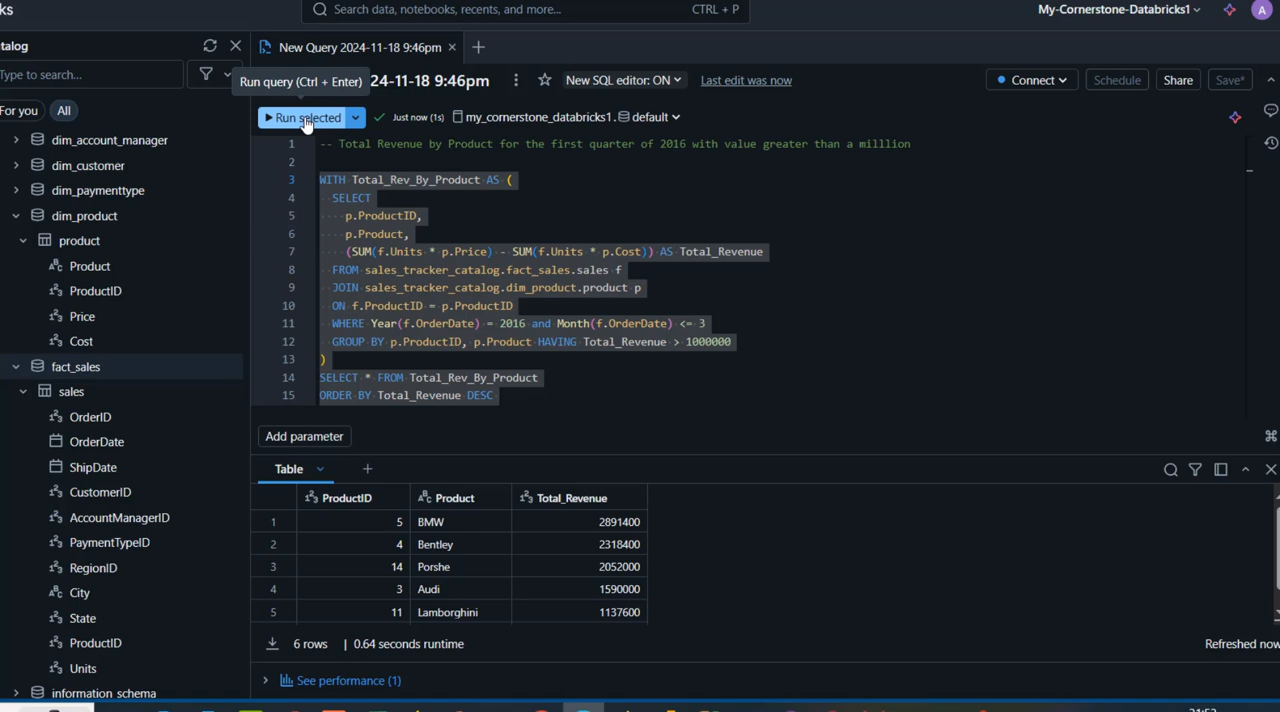 ks
Search data, notebooks, recents, and more...
CTRL + P
My-Cornerstone-Databricks1
A
atalog
Type to search...
For you
All
dim_account_manager
dim_customer
dim_paymenttype
dim_product
product
Product
ProductID
Price
Cost
fact_sales
sales
OrderID
OrderDate
ShipDate
CustomerID
AccountManagerID
PaymentTypeID
RegionID
City
State
ProductID
Units
information_schema
New Query 2024-11-18 9:46pm
Run query (Ctrl + Enter)
24-11-18 9:46pm
New SQL editor: ON
Last edit was now
Connect
Schedule
Share
Save*
Run selected
Just now (1s)
my_cornerstone_databricks1.
default
1 -- Total Revenue by Product for the first quarter of 2016 with value greater than a milllion
2
3 WITH Total_Rev_By_Product AS (
4 SELECT
5 p.ProductID,
6 p.Product,
7 (SUM(f.Units * p.Price) - SUM(f.Units * p.Cost)) AS Total_Revenue
8 FROM sales_tracker_catalog.fact_sales.sales f
9 JOIN sales_tracker_catalog.dim_product.product p
10 ON f.ProductID = p.ProductID
11 WHERE Year(f.OrderDate) = 2016 and Month(f.OrderDate) <= 3
12 GROUP BY p.ProductID, p.Product HAVING Total_Revenue > 1000000
13 )
14 SELECT * FROM Total_Rev_By_Product
15 ORDER BY Total_Revenue DESC
Add parameter
Table
ProductID Product Total_Revenue
1 5 BMW 2891400
2 4 Bentley 2318400
3 14 Porshe 2052000
4 3 Audi 1590000
5 11 Lamborghini 1137600
6 rows | 0.64 seconds runtime
Refreshed now
See performance (1)